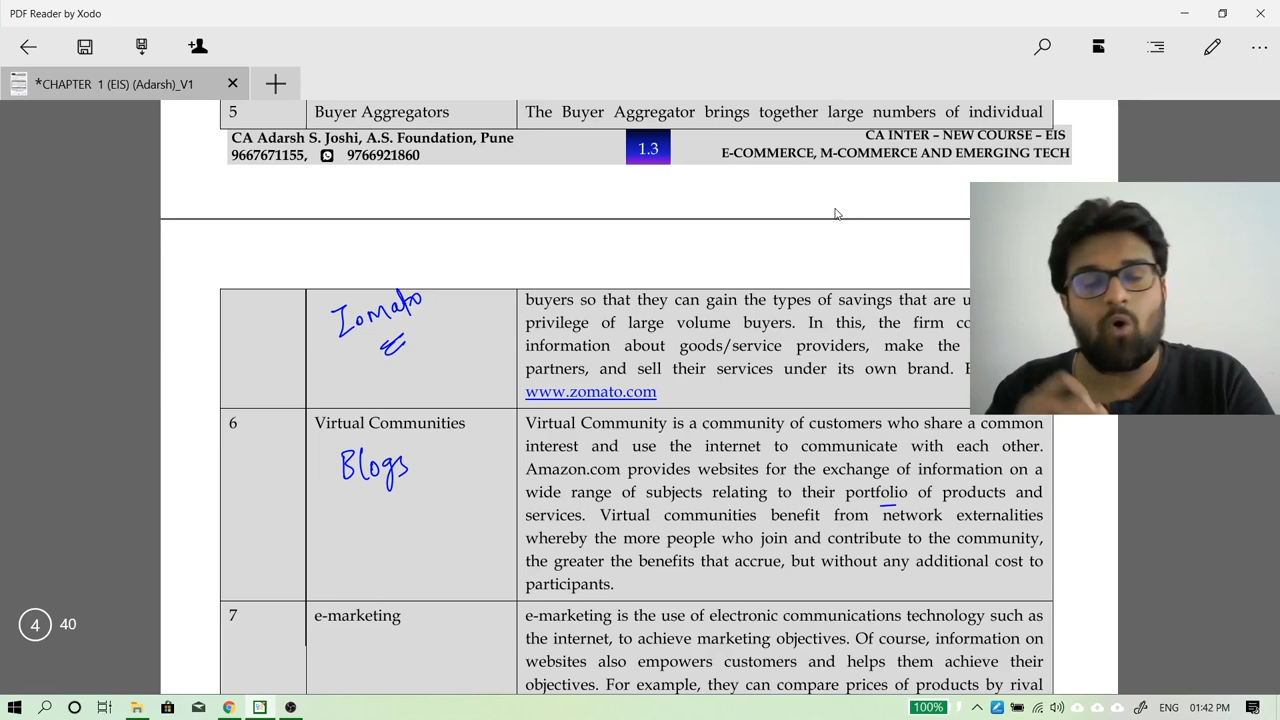 PDF Reader by Xodo
*CHAPTER 1 (EIS) (Adarsh)_V1
5 Buyer Aggregators The Buyer Aggregator brings together large numbers of individual
CA Adarsh S. Joshi, A.S. Foundation, Pune
9667671155, 9766921860
1.3
CA INTER – NEW COURSE – EIS
E-COMMERCE, M-COMMERCE AND EMERGING TECH
Zomato
buyers so that they can gain the types of savings that are u
privilege of large volume buyers. In this, the firm co
information about goods/service providers, make the
partners, and sell their services under its own brand. E
www.zomato.com
6 Virtual Communities
Blogs
Virtual Community is a community of customers who share a common
interest and use the internet to communicate with each other.
Amazon.com provides websites for the exchange of information on a
wide range of subjects relating to their portfolio of products and
services. Virtual communities benefit from network externalities
whereby the more people who join and contribute to the community,
the greater the benefits that accrue, but without any additional cost to
participants.
7 e-marketing
e-marketing is the use of electronic communications technology such as
the internet, to achieve marketing objectives. Of course, information on
websites also empowers customers and helps them achieve their
objectives. For example, they can compare prices of products by rival
4 40
100% ENG 01:42 PM